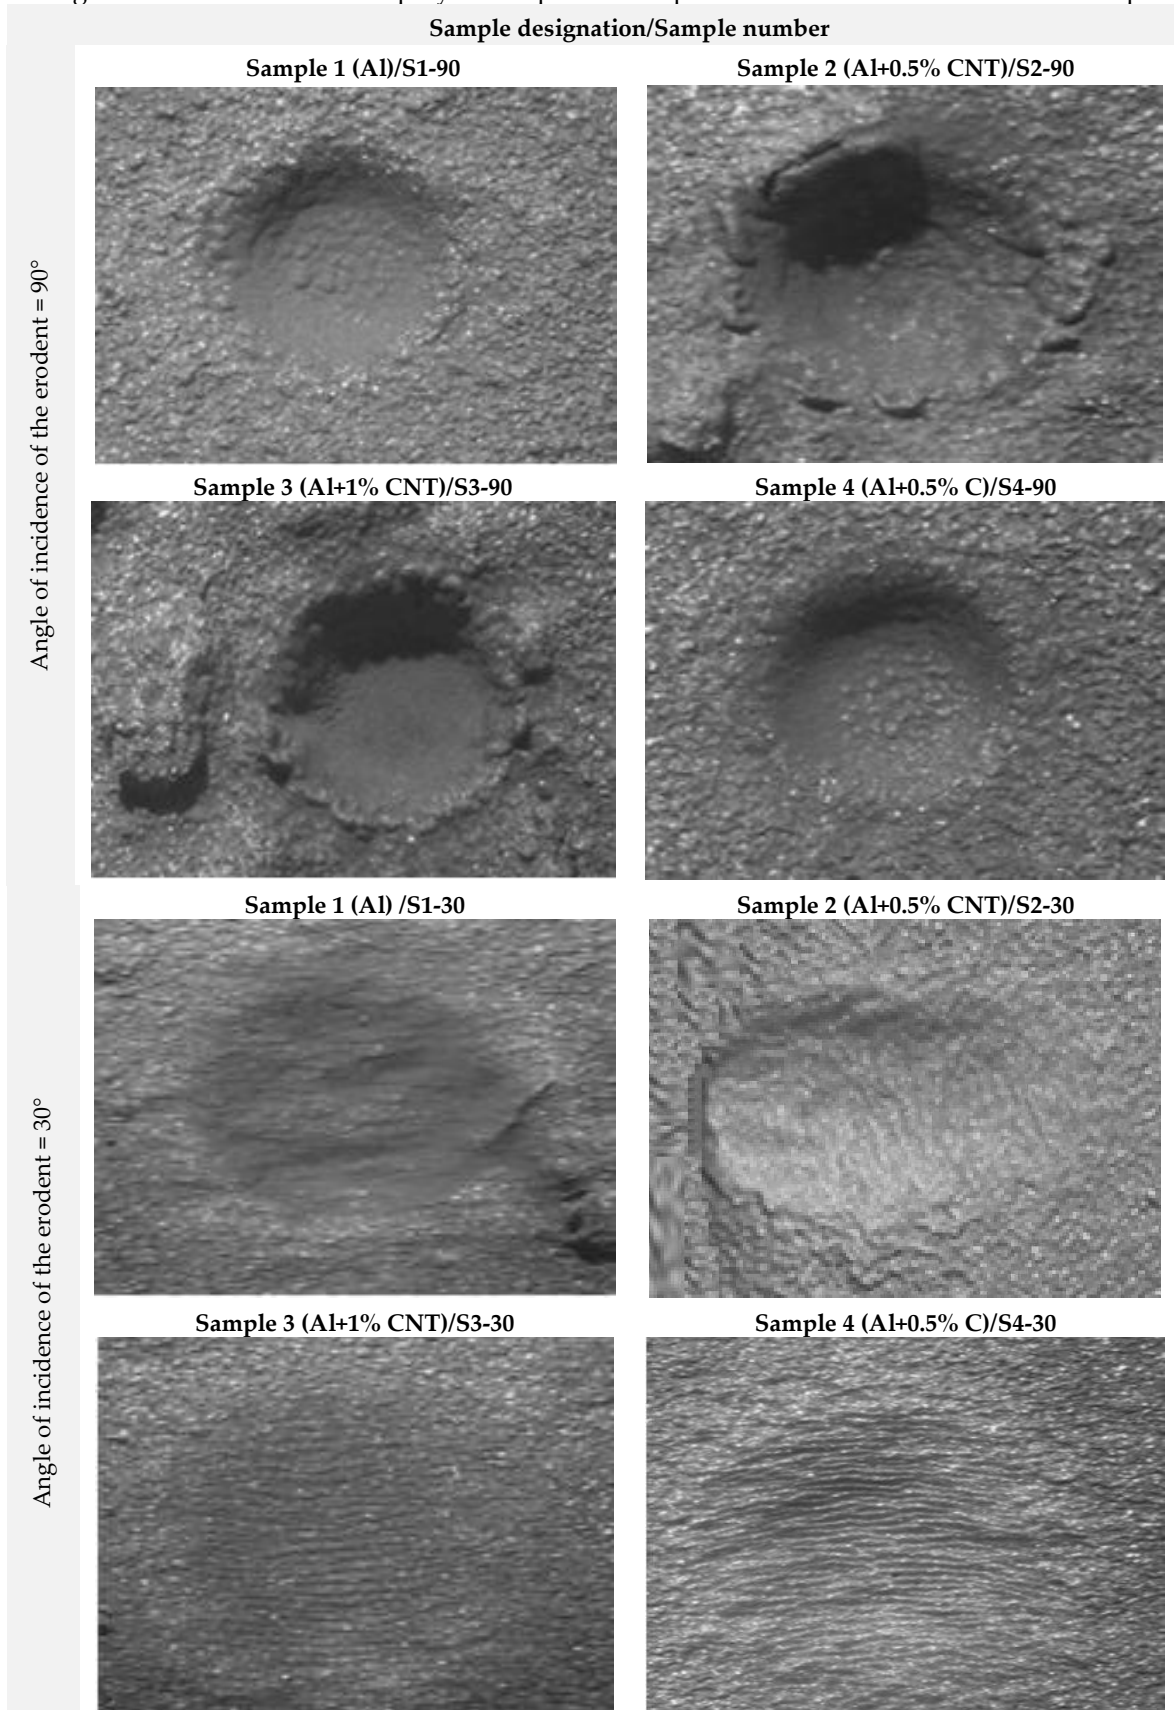 Sample designation/Sample number
Angle of incidence of the erodent = 90°
Sample 1 (Al)/S1-90
Sample 2 (Al+0.5% CNT)/S2-90
Sample 3 (Al+1% CNT)/S3-90
Sample 4 (Al+0.5% C)/S4-90
Angle of incidence of the erodent = 30°
Sample 1 (Al) /S1-30
Sample 2 (Al+0.5% CNT)/S2-30
Sample 3 (Al+1% CNT)/S3-30
Sample 4 (Al+0.5% C)/S4-30